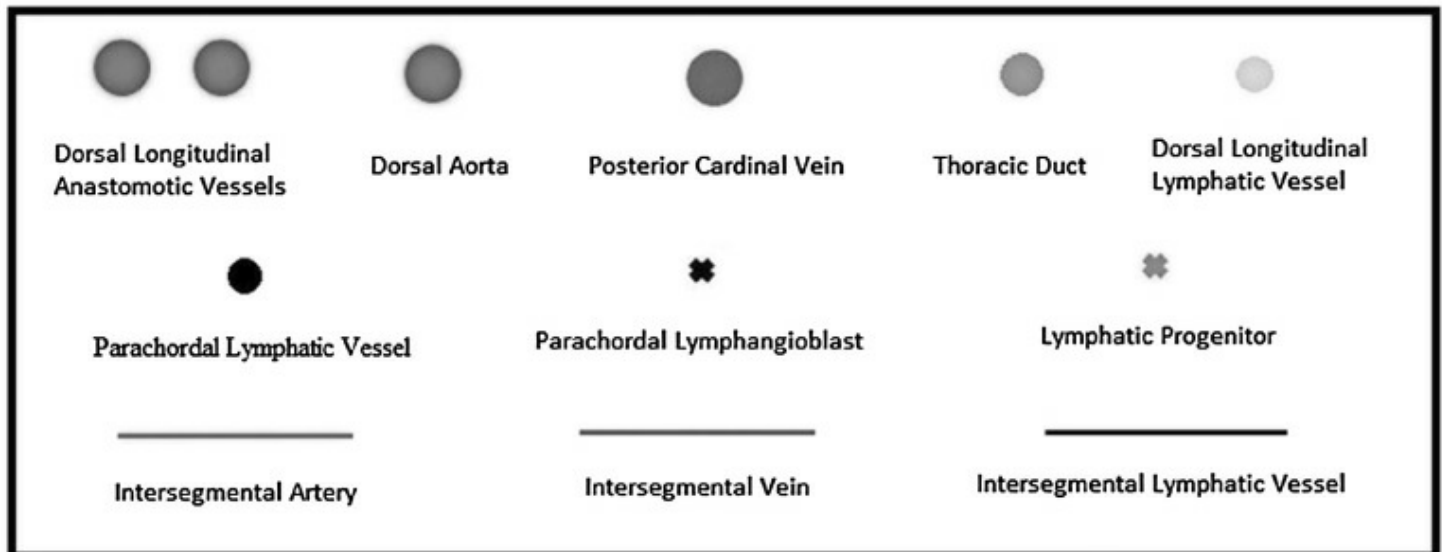 Dorsal Longitudinal
Anastomotic Vessels
Dorsal Aorta
Posterior Cardinal Vein
Thoracic Duct
Dorsal Longitudinal
Lymphatic Vessel
Parachordal Lymphatic Vessel
Parachordal Lymphangioblast
Lymphatic Progenitor
Intersegmental Artery
Intersegmental Vein
Intersegmental Lymphatic Vessel